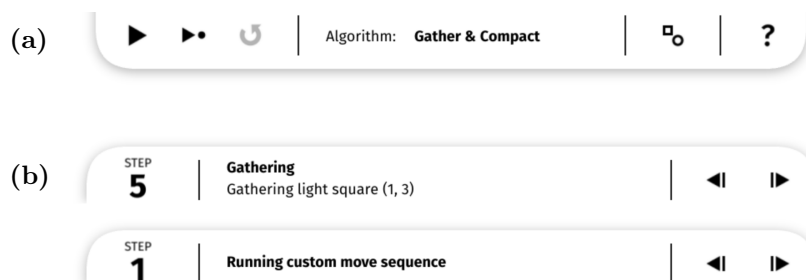 (a) Algorithm: Gather & Compact ?
(b)
STEP
5
Gathering
Gathering light square (1, 3)
STEP
1
Running custom move sequence